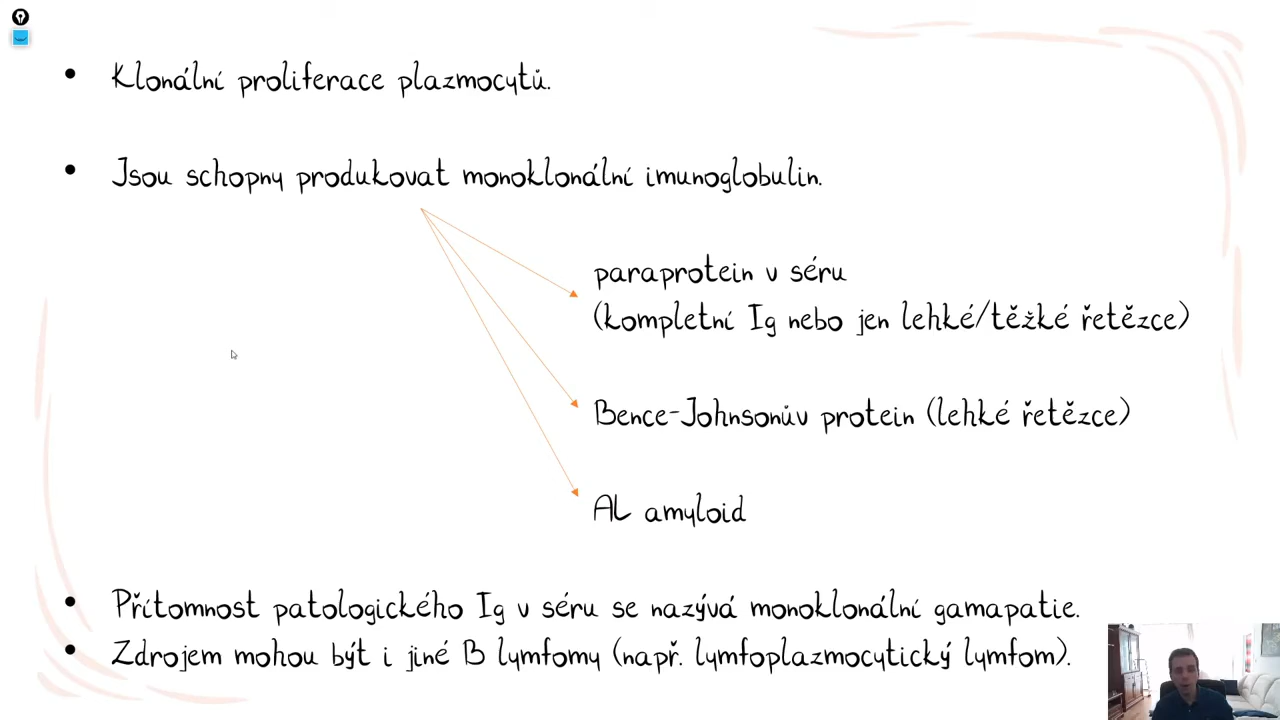 • Klonální proliferace plazmocytů.
• Jsou schopny produkovat monoklonální imunoglobulin.
paraprotein v séru
(kompletní Ig nebo jen lehké/těžké řetězce)
Bence-Johnsonův protein (lehké řetězce)
AL amyloid
• Přítomnost patologického Ig v séru se nazývá monoklonální gamapatie.
• Zdrojem mohou být i jiné B lymfomy (např. lymfoplazmocytický lymfom).